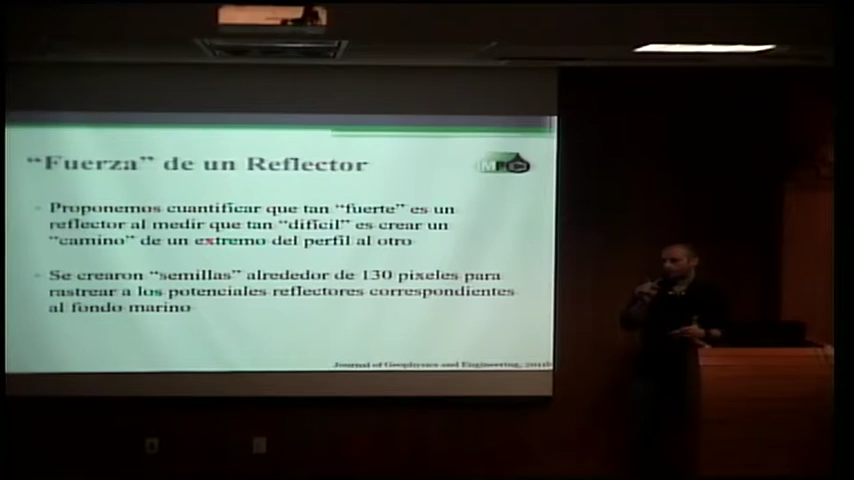 “Fuerza” de un Reflector
Proponemos cuantificar que tan “fuerte” es un
reflector al medir que tan “dificil” es crear un
“camino” de un extremo del perfil al otro
Se crearon “semillas” alrededor de 130 pixeles para
rastrear a los potenciales reflectores correspondientes
al fondo marino
Journal of Geophysics and Engineering,